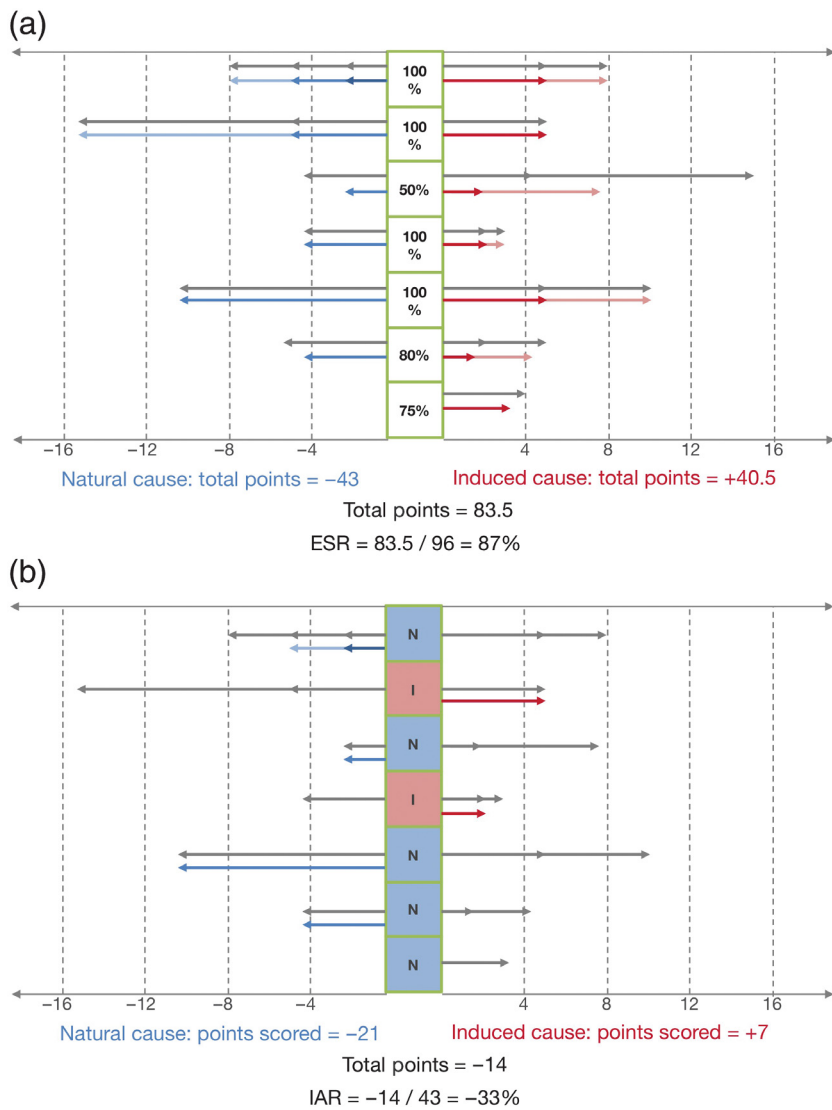 (a)
100
%
100
%
50%
100
%
100
%
80%
75%
−16 −12 −8 −4 4 8 12 16
Natural cause: total points = −43 Induced cause: total points = +40.5
Total points = 83.5
ESR = 83.5 / 96 = 87%
(b)
N
I
N
I
N
N
N
−16 −12 −8 −4 4 8 12 16
Natural cause: points scored = −21 Induced cause: points scored = +7
Total points = −14
IAR = −14 / 43 = −33%